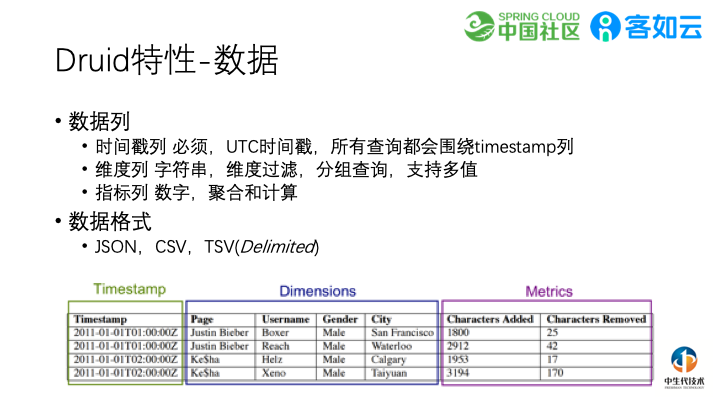 SPRING CLOUD
中国社区
客如云
Druid特性-数据
• 数据列
• 时间戳列 必须，UTC时间戳，所有查询都会围绕timestamp列
• 维度列 字符串，维度过滤，分组查询，支持多值
• 指标列 数字，聚合和计算
• 数据格式
• JSON，CSV，TSV(Delimited)
Timestamp Dimensions Metrics
Timestamp Page Username Gender City Characters Added Characters Removed
2011-01-01T01:00:00Z Justin Bieber Boxer Male San Francisco 1800 25
2011-01-01T01:00:00Z Justin Bieber Reach Male Waterloo 2912 42
2011-01-01T02:00:00Z Ke$ha Helz Male Calgary 1953 17
2011-01-01T02:00:00Z Ke$ha Xeno Male Taiyuan 3194 170
中生代技术